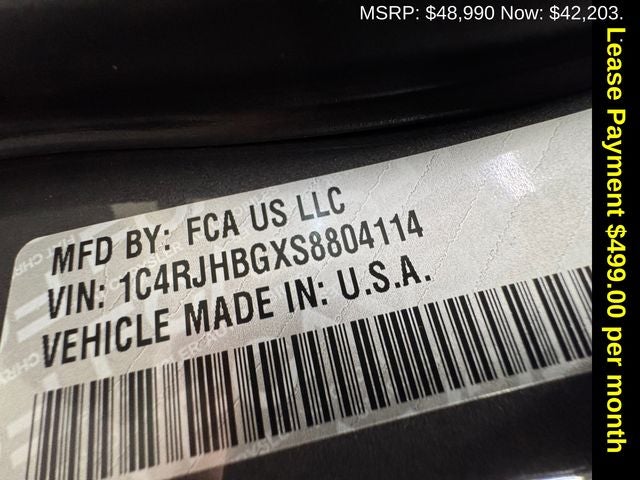 MSRP: $48,990 Now: $42,203.
Lease Payment $499.00 per month
MFD BY: FCA US LLC
VIN: 1C4RJHBGXS8804114
VEHICLE MADE IN: U.S.A.